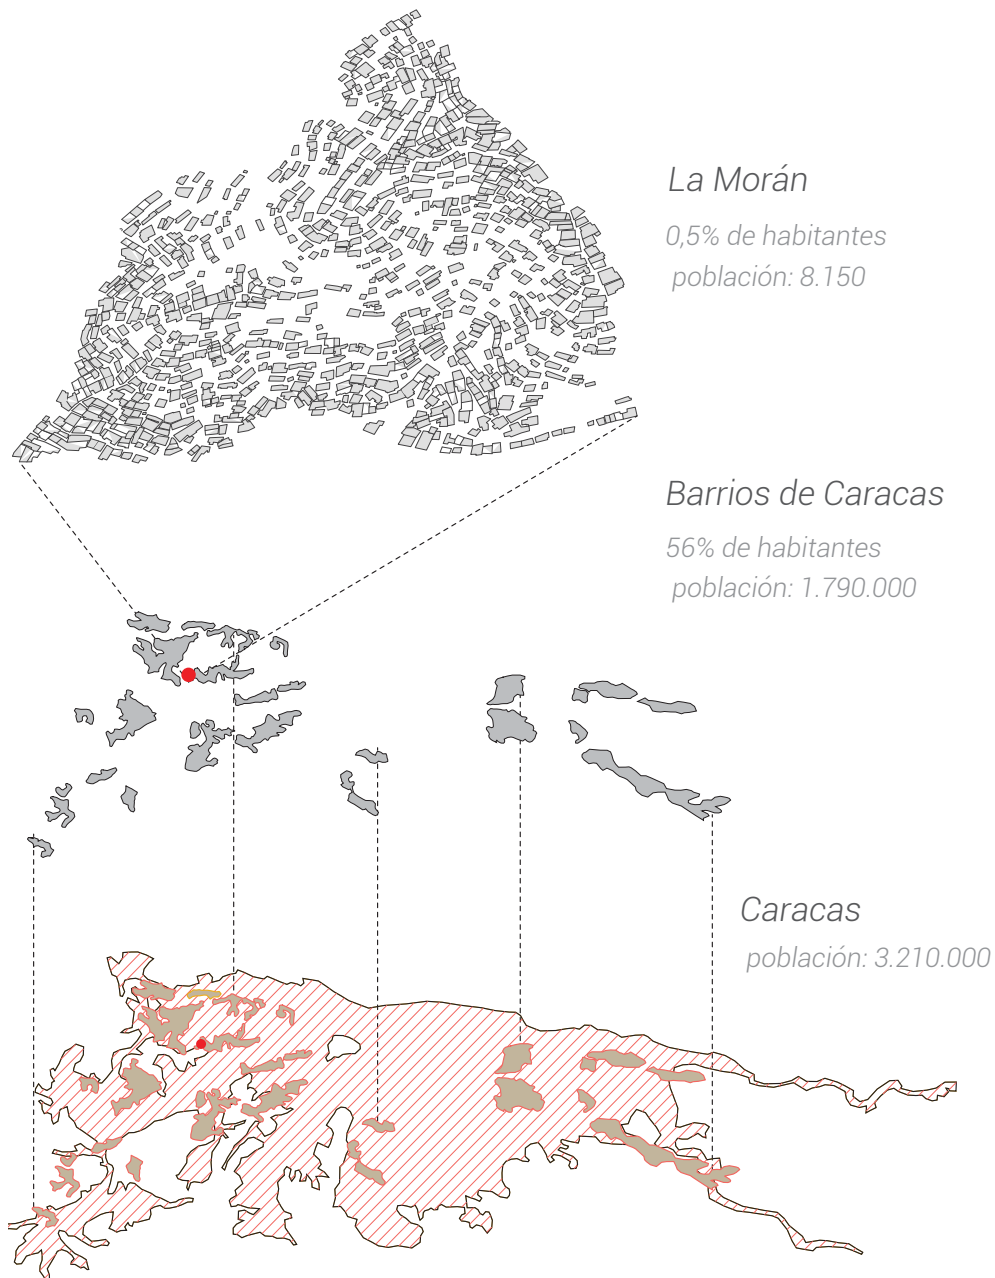 La Morán
0,5% de habitantes
población: 8.150
Barrios de Caracas
56% de habitantes
población: 1.790.000
Caracas
población: 3.210.000